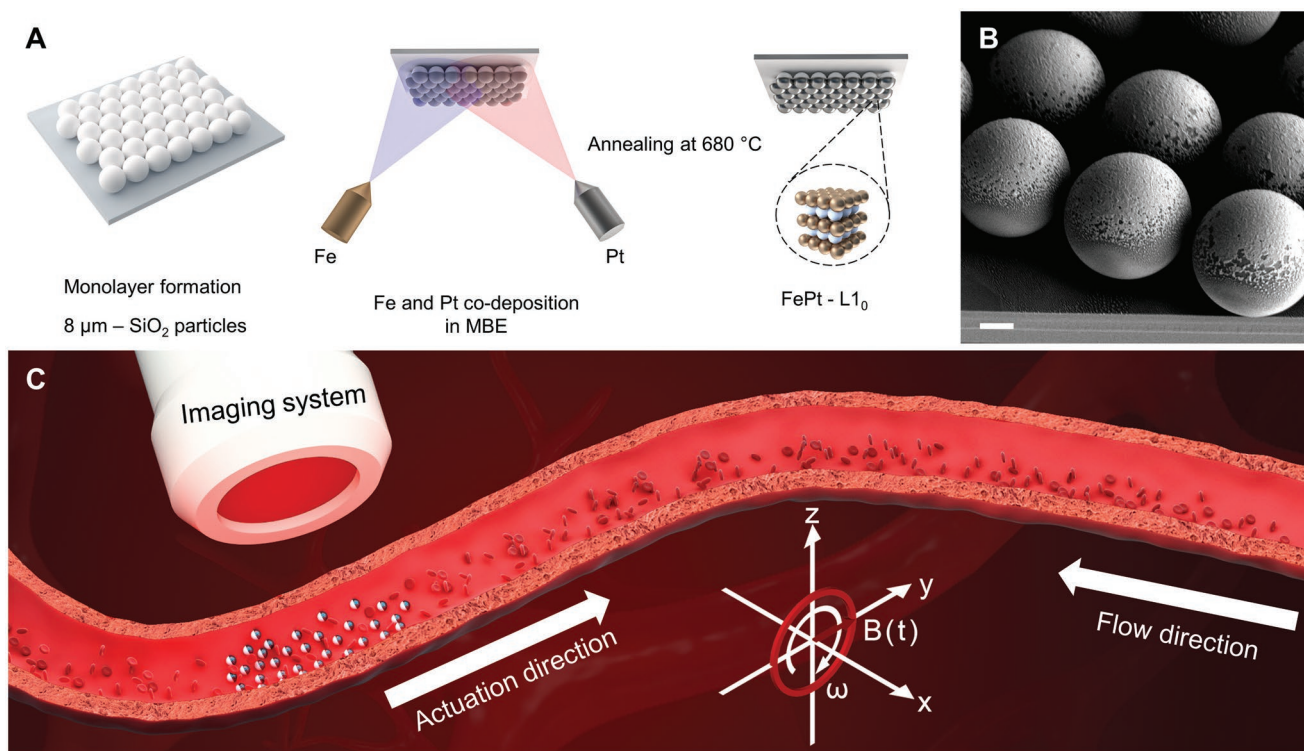 A
Monolayer formation
8 µm – SiO₂ particles
Fe
Pt
Fe and Pt co-deposition
in MBE
Annealing at 680 °C
FePt - L1₀
B
C
Imaging system
Actuation direction
z
y
B(t)
ω
x
Flow direction